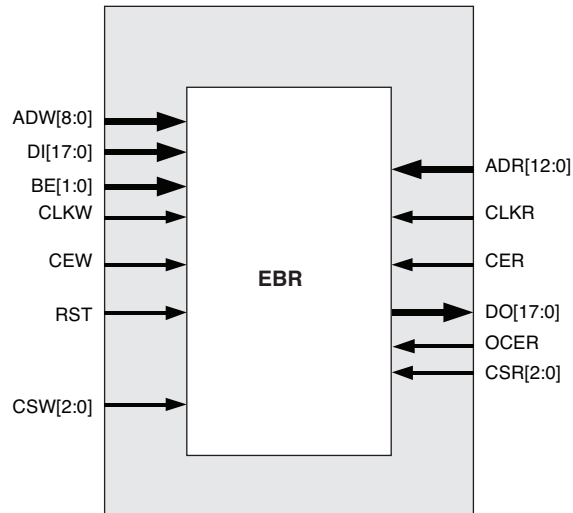 ADW[8:0]
DI[17:0]
BE[1:0]
CLKW
CEW
RST
CSW[2:0]
EBR
ADR[12:0]
CLKR
CER
DO[17:0]
OCER
CSR[2:0]